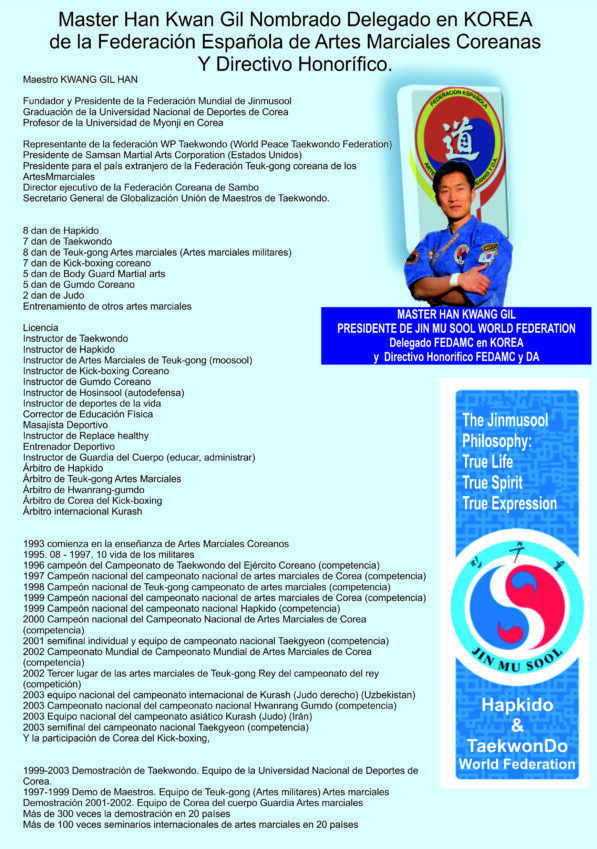 Master Han Kwan Gil Nombrado Delegado en KOREA
de la Federación Española de Artes Marciales Coreanas
Y Directivo Honorífico.
Maestro KWANG GIL HAN
Fundador y Presidente de la Federación Mundial de Jinmusool
Graduación de la Universidad Nacional de Deportes de Corea
Profesor de la Universidad de Myonji en Corea
Representante de la federación WP Taekwondo (World Peace Taekwondo Federation)
Presidente de Samsan Martial Arts Corporation (Estados Unidos)
Presidente para el país extranjero de la Federación Teuk-gong coreana de los
ArtesMmarciales
Director ejecutivo de la Federación Coreana de Sambo
Secretario General de Globalización Unión de Maestros de Taekwondo.
8 dan de Hapkido
7 dan de Taekwondo
8 dan de Teuk-gong Artes marciales (Artes marciales militares)
7 dan de Kick-boxing coreano
5 dan de Body Guard Martial arts
5 dan de Gumdo Coreano
2 dan de Judo
Entrenamiento de otros artes marciales
Licencia
Instructor de Taekwondo
Instructor de Hapkido
Instructor de Artes Marciales de Teuk-gong (moosool)
Instructor de Kick-boxing Coreano
Instructor de Gumdo Coreano
Instructor de Hosinsool (autodefensa)
Instructor de deportes de la vida
Corrector de Educación Física
Masajista Deportivo
Instructor de Replace healthy
Entrenador Deportivo
Instructor de Guardia del Cuerpo (educar, administrar)
Árbitro de Hapkido
Árbitro de Teuk-gong Artes Marciales
Árbitro de Hwanrang-gumdo
Árbitro de Corea del Kick-boxing
Árbitro internacional Kurash
1993 comienza en la enseñanza de Artes Marciales Coreanos
1995. 08 - 1997. 10 vida de los militares
1996 campeón del Campeonato de Taekwondo del Ejército Coreano (competencia)
1997 Campeón nacional del campeonato nacional de artes marciales de Corea (competencia)
1998 Campeón nacional de Teuk-gong campeonato de artes marciales (competencia)
1999 Campeón nacional del campeonato nacional de artes marciales de Corea (competencia)
1999 Campeón nacional del campeonato nacional Hapkido (competencia)
2000 Campeón nacional del Campeonato Nacional de Artes Marciales de Corea
(competencia)
2001 semifinal individual y equipo de campeonato nacional Taekgyeon (competencia)
2002 Campeonato Mundial de Campeonato Mundial de Artes Marciales de Corea
(competencia)
2002 Tercer lugar de las artes marciales de Teuk-gong Rey del campeonato del rey
(competición)
2003 equipo nacional del campeonato internacional de Kurash (Judo derecho) (Uzbekistan)
2003 Campeonato nacional del campeonato nacional Hwanrang Gumdo (competencia)
2003 Equipo nacional del campeonato asiático Kurash (Judo) (Irán)
2003 semifinal del campeonato nacional Taekgyeon (competencia)
Y la participación de Corea del Kick-boxing,
1999-2003 Demostración de Taekwondo. Equipo de la Universidad Nacional de Deportes de
Corea.
1997-1999 Demo de Maestros. Equipo de Teuk-gong (Artes militares) Artes marciales
Demostración 2001-2002. Equipo de Corea del cuerpo Guardia Artes marciales
Más de 300 veces la demostración en 20 países
Más de 100 veces seminarios internacionales de artes marciales en 20 países
FEDERACIÓN ESPAÑOLA
道
MASTER HAN KWANG GIL
PRESIDENTE DE JIN MU SOOL WORLD FEDERATION
Delegado FEDAMC en KOREA
y Directivo Honorífico FEDAMC y DA
The Jinmusool
Philosophy:
True Life
True Spirit
True Expression
진 무 술
JIN MU SOOL
Hapkido
&
TaekwonDo
World Federation